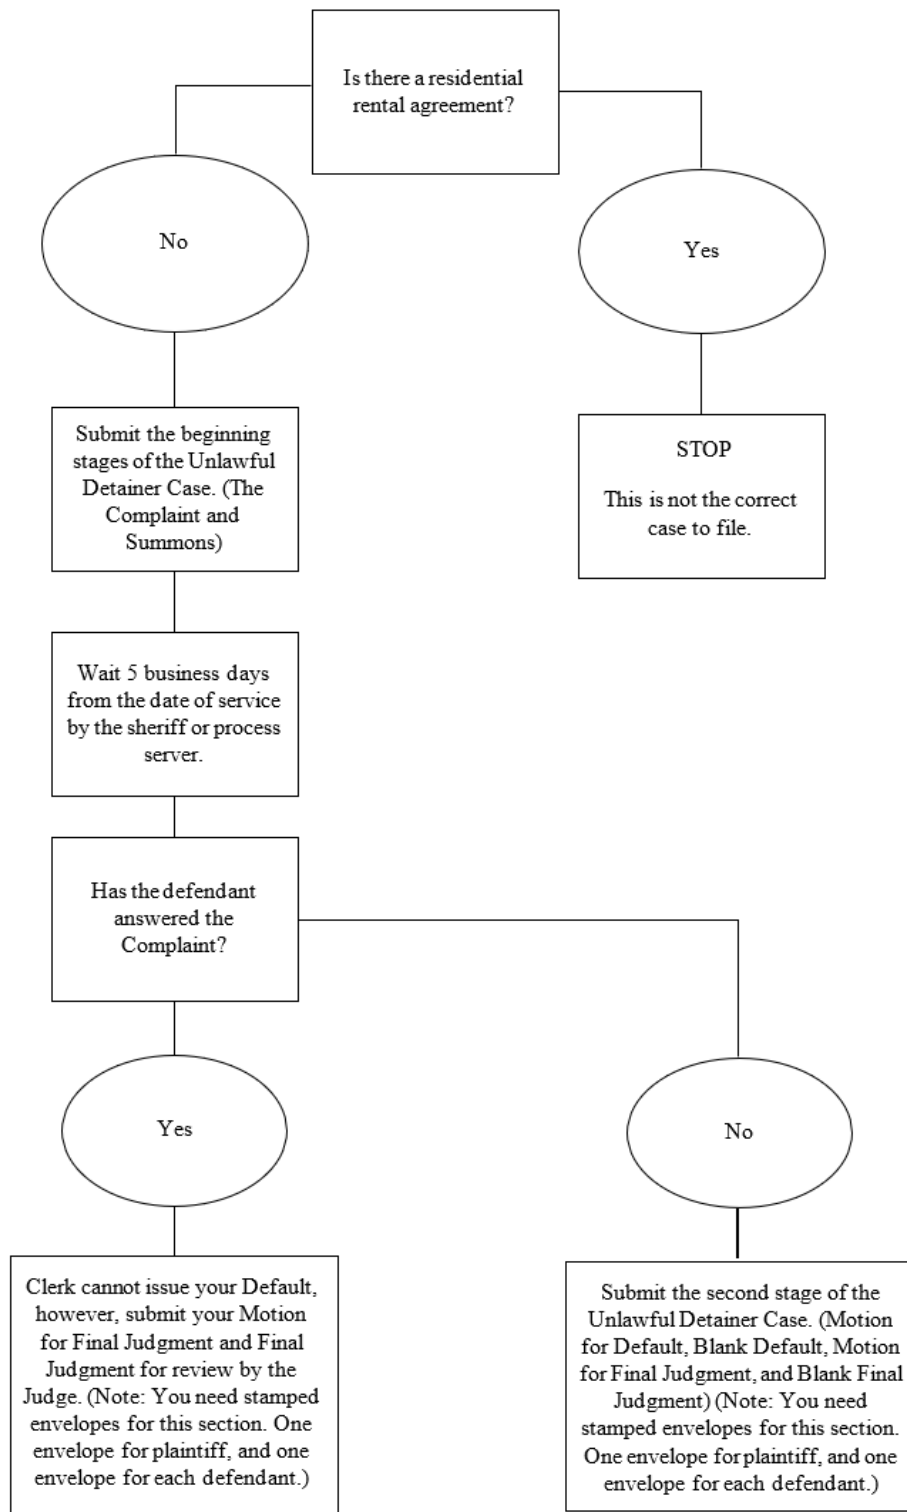 Is there a residential
rental agreement?
No
Yes
Submit the beginning
stages of the Unlawful
Detainer Case. (The
Complaint and
Summons)
STOP
This is not the correct
case to file.
Wait 5 business days
from the date of service
by the sheriff or process
server.
Has the defendant
answered the
Complaint?
Yes
No
Clerk cannot issue your Default,
however, submit your Motion
for Final Judgment and Final
Judgment for review by the
Judge. (Note: You need stamped
envelopes for this section. One
envelope for plaintiff, and one
envelope for each defendant.)
Submit the second stage of the
Unlawful Detainer Case. (Motion
for Default, Blank Default, Motion
for Final Judgment, and Blank Final
Judgment) (Note: You need
stamped envelopes for this section.
One envelope for plaintiff, and one
envelope for each defendant.)